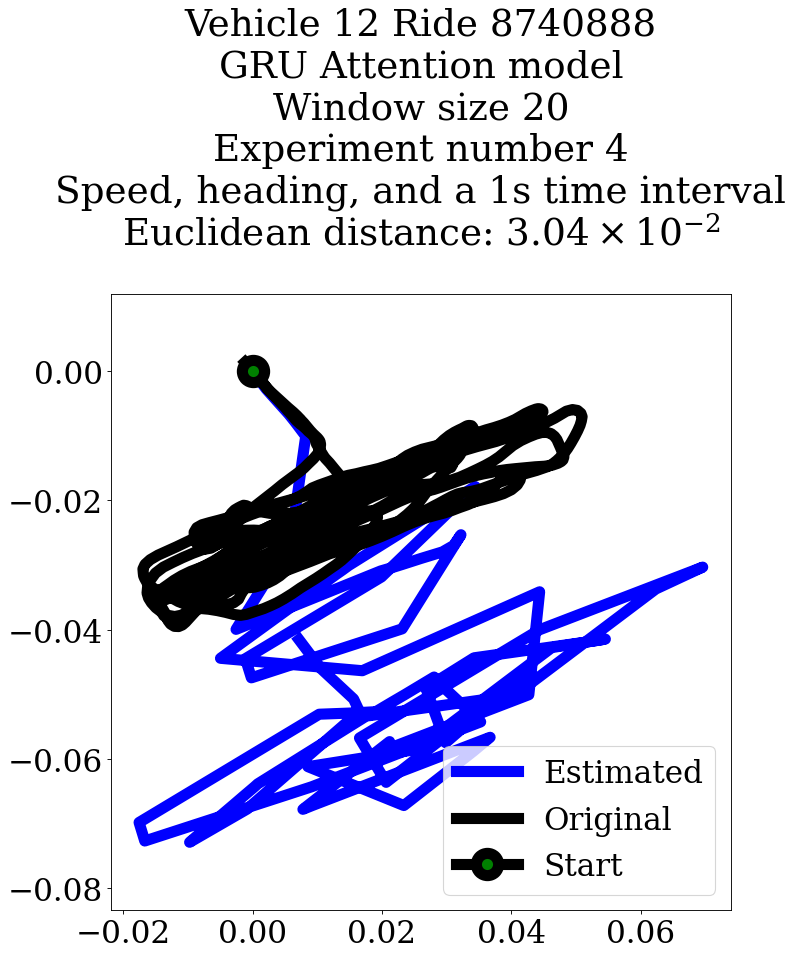 Vehicle 12 Ride 8740888
GRU Attention model
Window size 20
Experiment number 4
Speed, heading, and a 1s time interval
Euclidean distance: 3.04 × 10⁻²
0.00
−0.02
−0.04
−0.06
−0.08
Estimated
Original
Start
−0.02 0.00 0.02 0.04 0.06